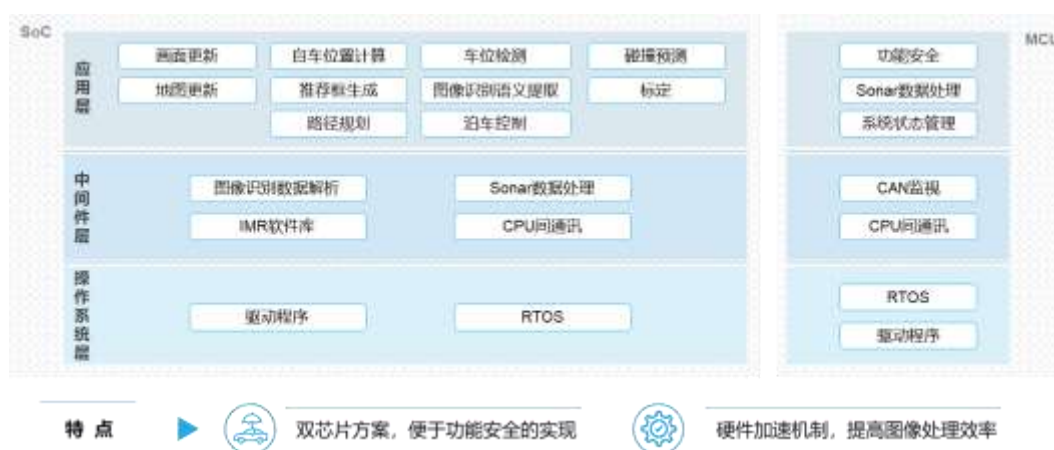 SoC
MCU
应用层
画面更新
自车位置计算
车位检测
碰撞预测
地图更新
推荐框生成
图像识别语义提取
标定
路径规划
泊车控制
功能安全
Sonar数据处理
系统状态管理
中间件层
图像识别数据解析
Sonar数据处理
IMR软件库
CPU间通讯
CAN监视
CPU间通讯
操作系统层
驱动程序
RTOS
RTOS
驱动程序
特 点
双芯片方案，便于功能安全的实现
硬件加速机制，提高图像处理效率